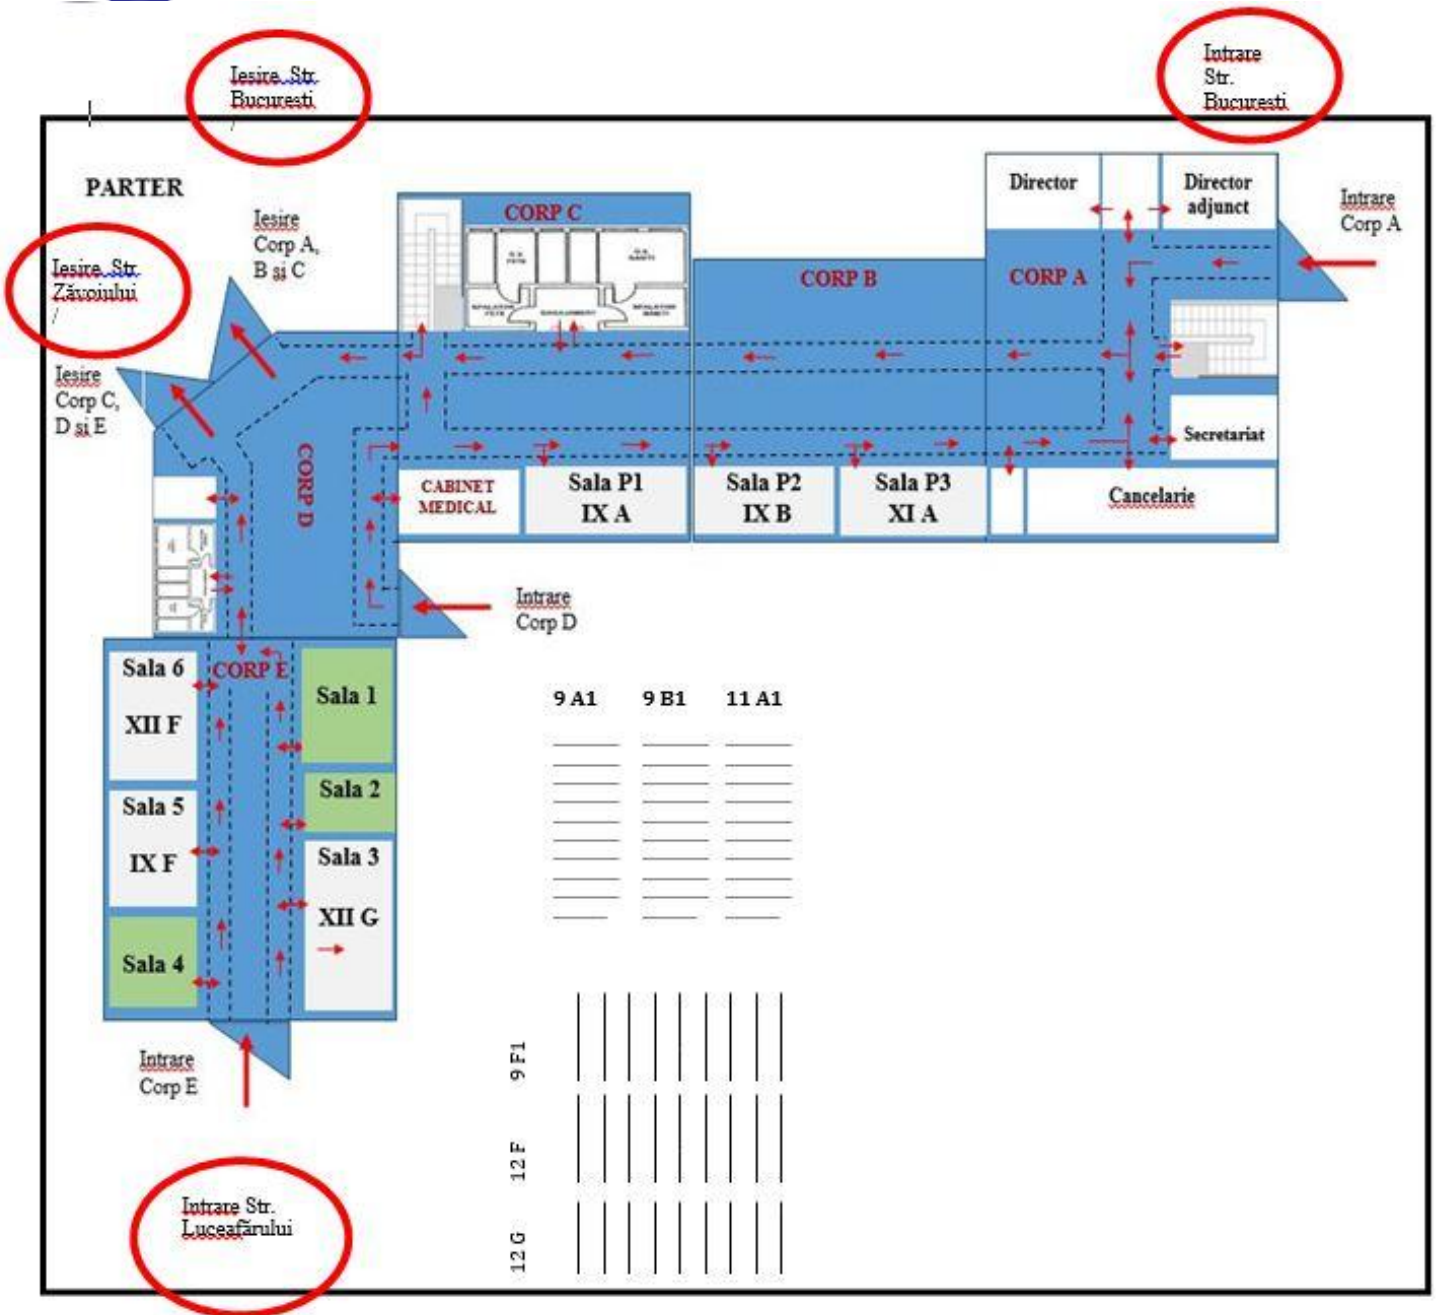 Iesire Str.
Bucuresti
/
Intrare
Str.
Bucuresti
PARTER
Iesire
Corp A,
B si C
Iesire Str.
Zăvoiului
/
Iesire
Corp C,
D si E
CORP C
CORP B
CORP A
Director
Director
adjunct
Intrare
Corp A
Secretariat
Cancelarie
CORP D
CABINET
MEDICAL
Sala P1
IX A
Sala P2
IX B
Sala P3
XI A
Intrare
Corp D
CORP E
Sala 6
XII F
Sala 5
IX F
Sala 4
Sala 1
Sala 2
Sala 3
XII G
Intrare
Corp E
Intrare Str.
Luceafărului
9 A1 9 B1 11 A1
9 F1
12 F
12 G